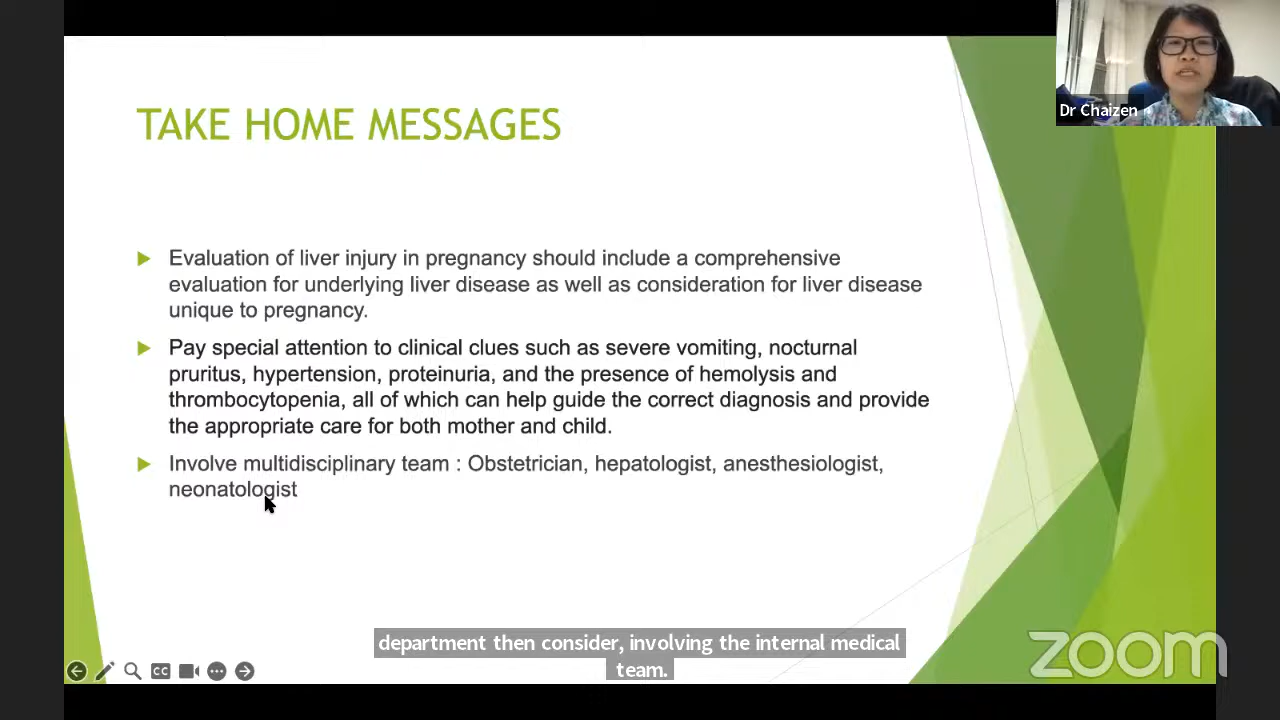 Dr Chaizen
TAKE HOME MESSAGES
Evaluation of liver injury in pregnancy should include a comprehensive
evaluation for underlying liver disease as well as consideration for liver disease
unique to pregnancy.
Pay special attention to clinical clues such as severe vomiting, nocturnal
pruritus, hypertension, proteinuria, and the presence of hemolysis and
thrombocytopenia, all of which can help guide the correct diagnosis and provide
the appropriate care for both mother and child.
Involve multidisciplinary team : Obstetrician, hepatologist, anesthesiologist,
neonatologist
department then consider, involving the internal medical
team.
CC
zoom